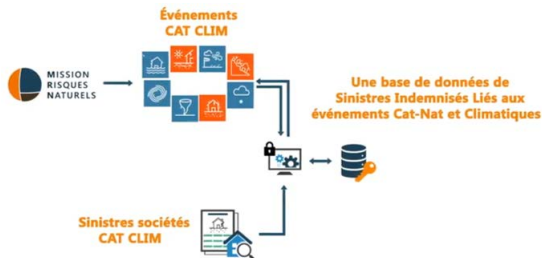 Événements
CAT CLIM
MISSION
RISQUES
NATURELS
Une base de données de
Sinistres Indemnisés Liés aux
événements Cat-Nat et Climatiques
Sinistres sociétés
CAT CLIM